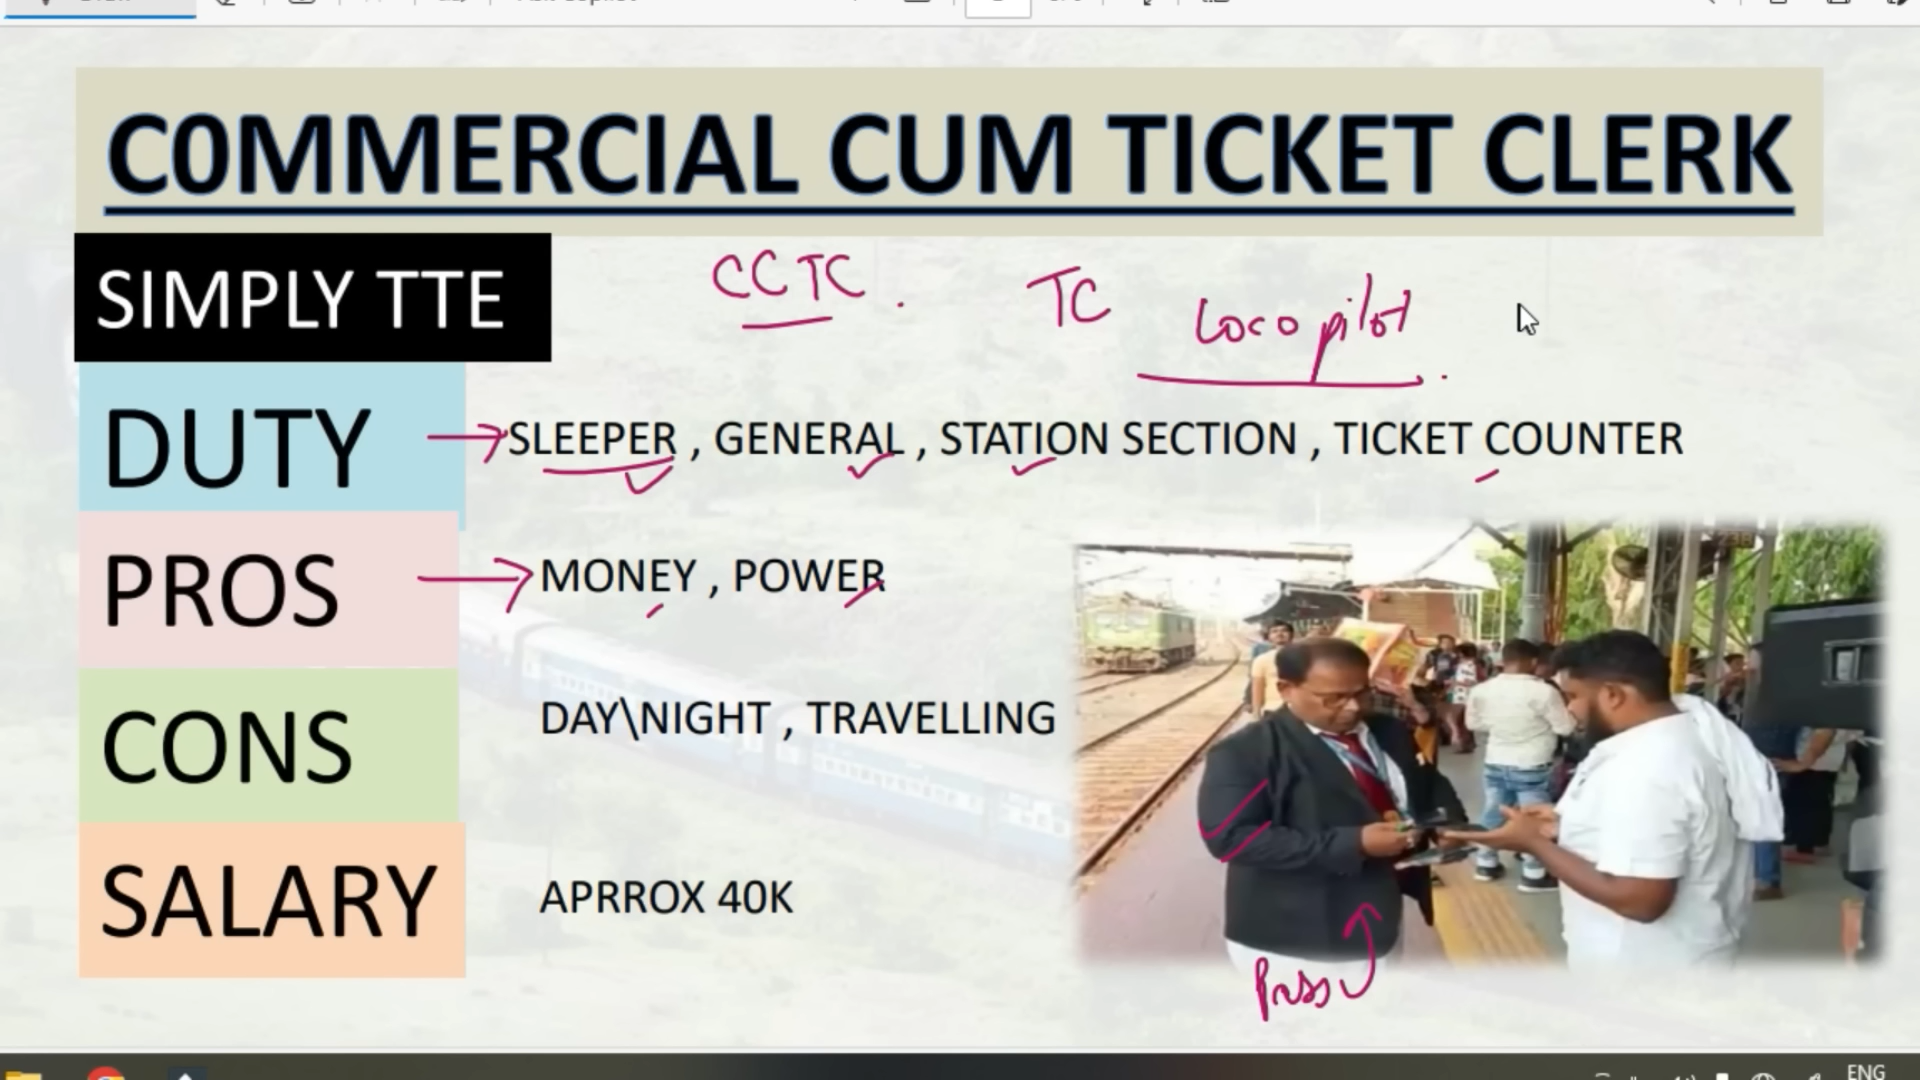 C0MMERCIAL CUM TICKET CLERK
SIMPLY TTE
CCTC.
TC
Loco pilot
DUTY
SLEEPER , GENERAL , STATION SECTION , TICKET COUNTER
PROS
MONEY , POWER
CONS
DAY\NIGHT , TRAVELLING
SALARY
APRROX 40K
ENG